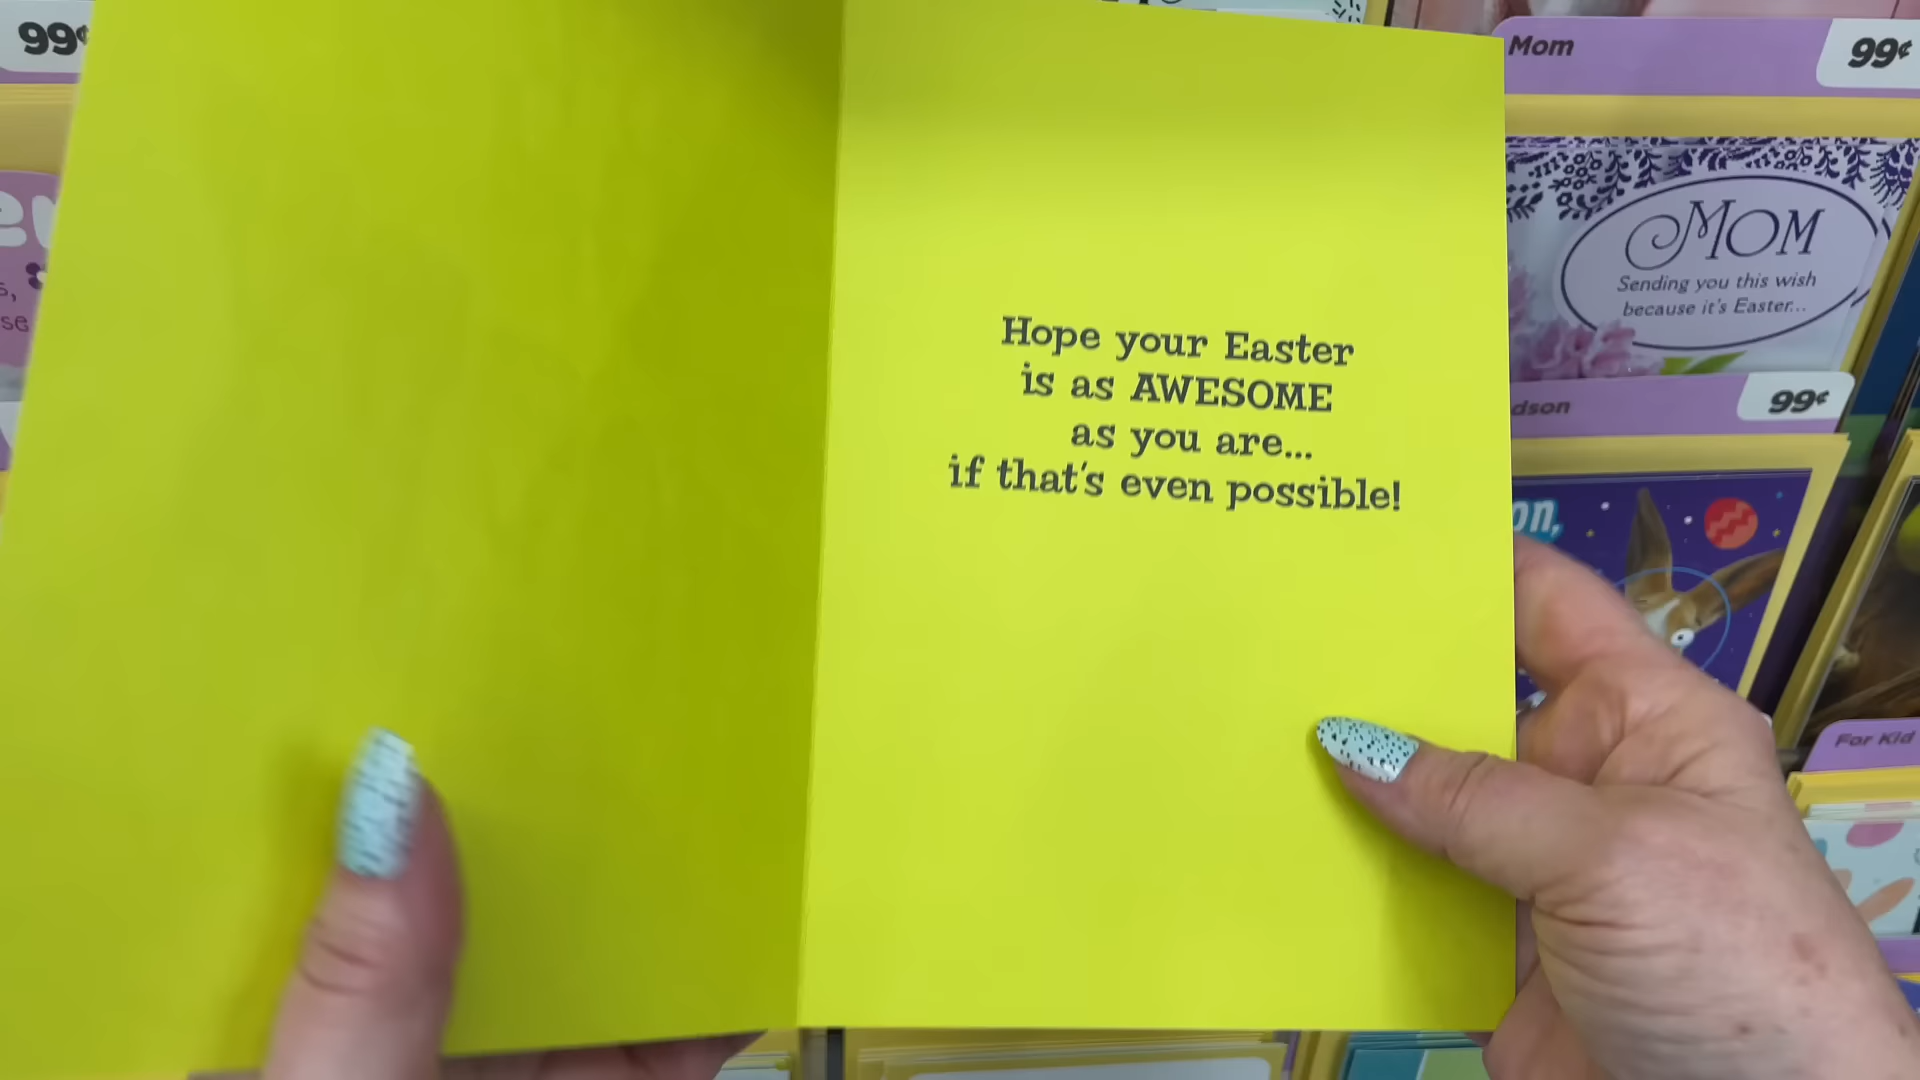 99¢
Hope your Easter
is as AWESOME
as you are...
if that's even possible!
Mom
99¢
MOM
Sending you this wish
because it's Easter...
99¢
For Kid